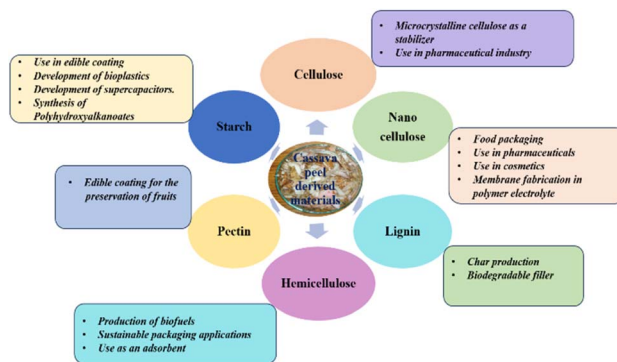 Microcrystalline cellulose as a
stabilizer
Use in pharmaceutical industry
Use in edible coating
Development of bioplastics
Development of supercapacitors.
Synthesis of
Polyhydroxyalkanoates
Cellulose
Starch
Nano
cellulose
Food packaging
Use in pharmaceuticals
Use in cosmetics
Membrane fabrication in
polymer electrolyte
Cassava
peel
derived
materials
Edible coating for the
preservation of fruits
Pectin
Lignin
Char production
Biodegradable filler
Hemicellulose
Production of biofuels
Sustainable packaging applications
Use as an adsorbent